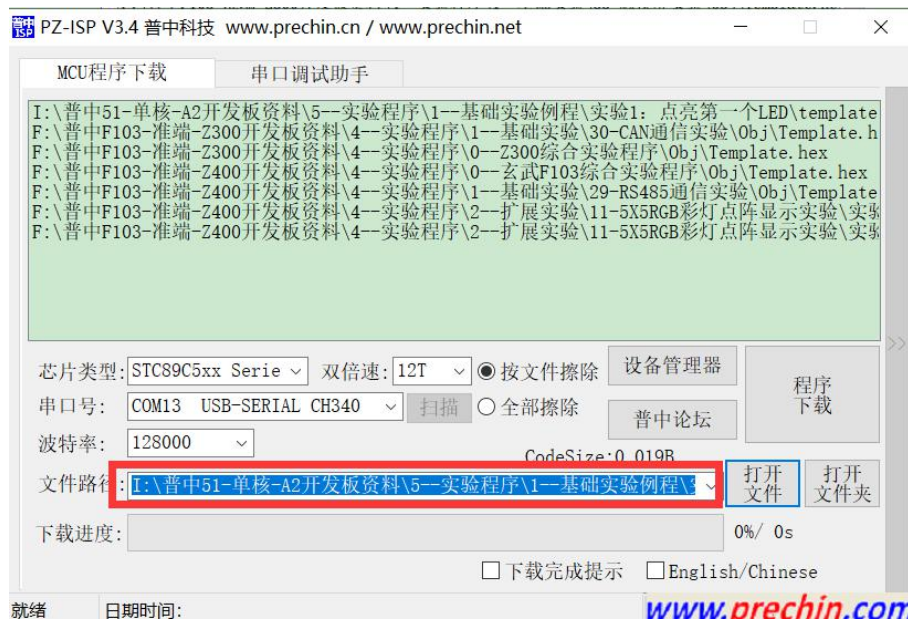 普中ISP PZ-ISP V3.4 普中科技 www.prechin.cn / www.prechin.net
MCU程序下载 串口调试助手
I:\普中51-单核-A2开发板资料\5--实验程序\1--基础实验例程\实验1：点亮第一个LED\template
F:\普中F103-准端-Z300开发板资料\4--实验程序\1--基础实验\30-CAN通信实验\Obj\Template.h
F:\普中F103-准端-Z300开发板资料\4--实验程序\0--Z300综合实验程序\Obj\Template.hex
F:\普中F103-准端-Z400开发板资料\4--实验程序\0--玄武F103综合实验程序\Obj\Template.hex
F:\普中F103-准端-Z400开发板资料\4--实验程序\1--基础实验\29-RS485通信实验\Obj\Template
F:\普中F103-准端-Z400开发板资料\4--实验程序\2--扩展实验\11-5X5RGB彩灯点阵显示实验\实验
F:\普中F103-准端-Z400开发板资料\4--实验程序\2--扩展实验\11-5X5RGB彩灯点阵显示实验\实验
芯片类型: STC89C5xx Serie 双倍速: 12T 按文件擦除 设备管理器 程序下载
串口号: COM13 USB-SERIAL CH340 扫描 全部擦除 普中论坛
波特率: 128000
CodeSize:0.019B
文件路径: I:\普中51-单核-A2开发板资料\5--实验程序\1--基础实验例程\ 打开文件 打开文件夹
下载进度: 0%/ 0s
下载完成提示 English/Chinese
就绪 日期时间: www.prechin.com